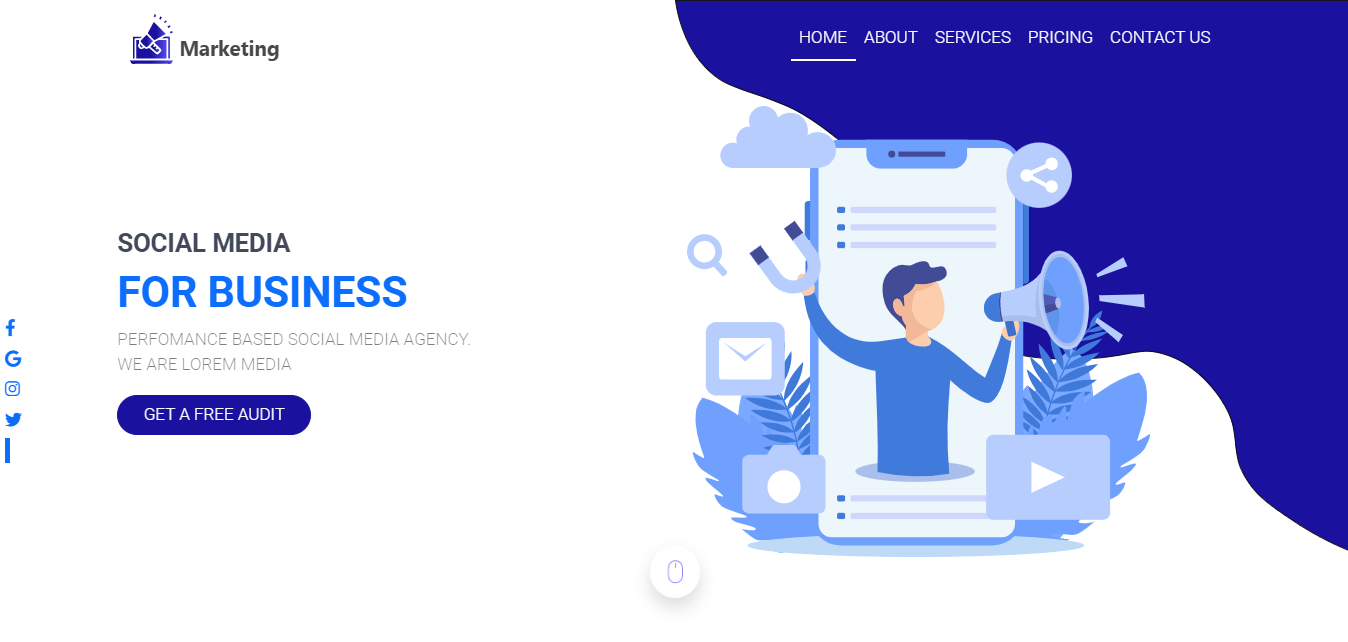 Marketing
HOME ABOUT SERVICES PRICING CONTACT US
SOCIAL MEDIA
FOR BUSINESS
PERFOMANCE BASED SOCIAL MEDIA AGENCY.
WE ARE LOREM MEDIA
GET A FREE AUDIT